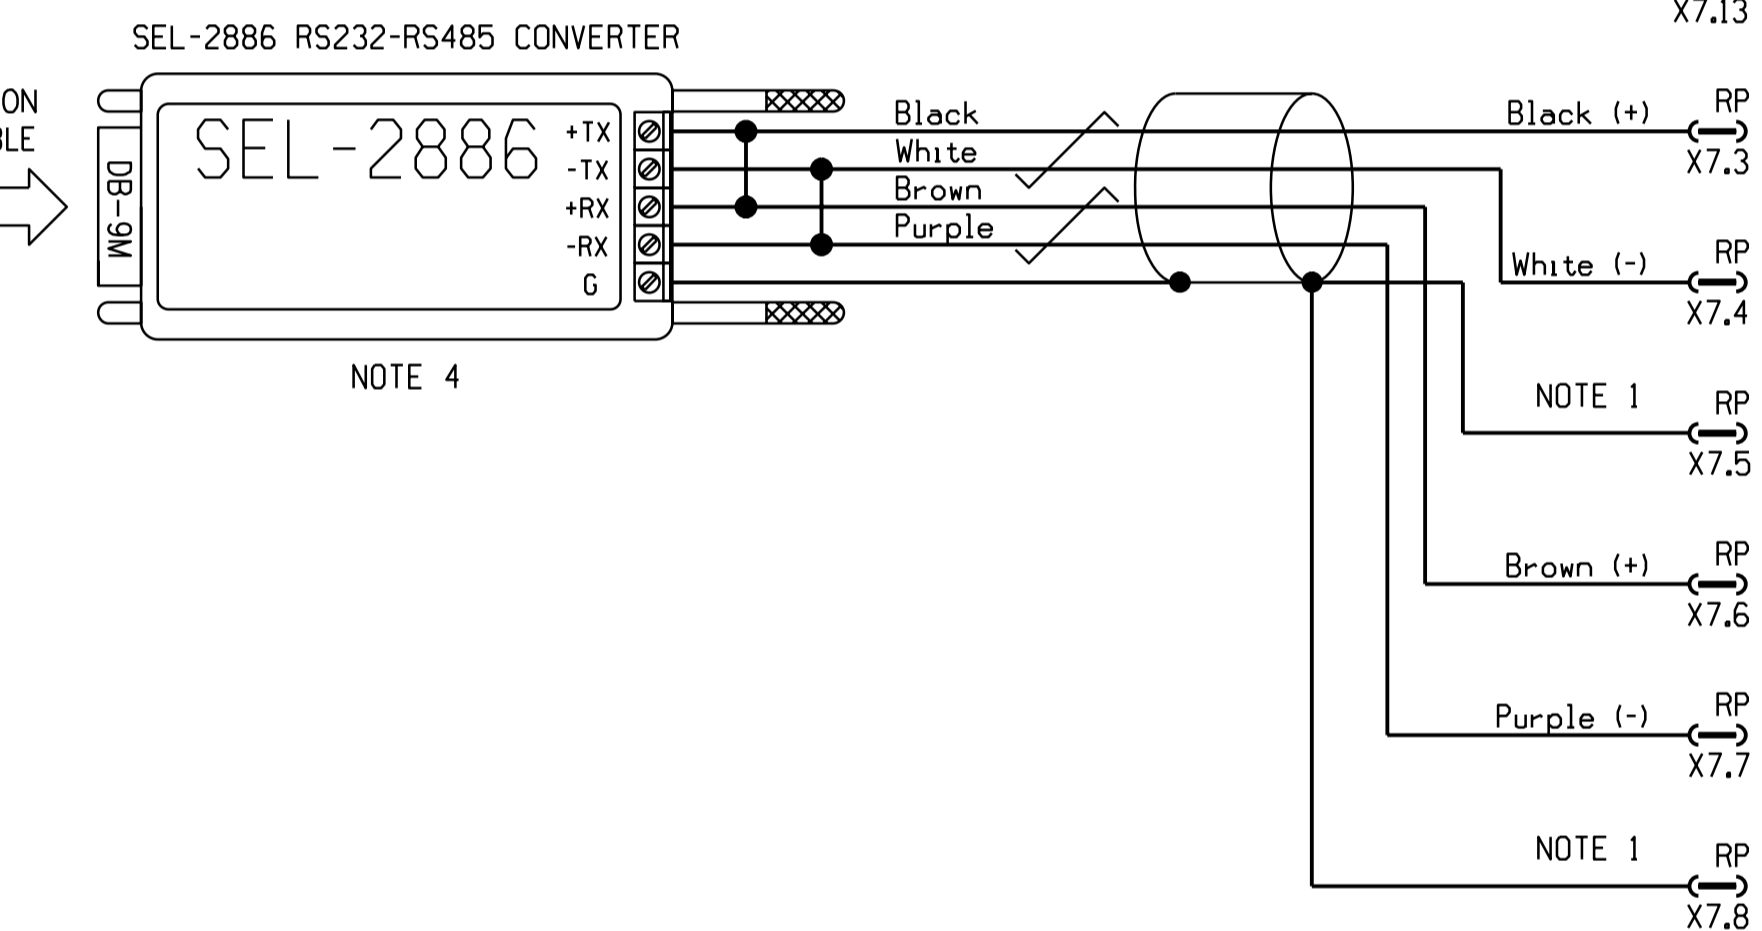 X7.13
SEL-2886 RS232-RS485 CONVERTER
ON
BLE
DB-9M
SEL-2886
+TX
-TX
+RX
-RX
G
NOTE 4
Black
White
Brown
Purple
Black (+)
RP
X7.3
White (-)
RP
X7.4
NOTE 1
RP
X7.5
Brown (+)
RP
X7.6
Purple (-)
RP
X7.7
NOTE 1
RP
X7.8